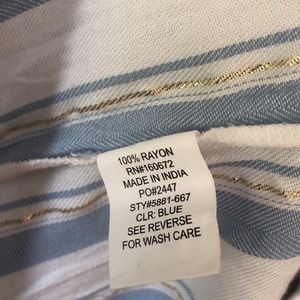 100% RAYON
RN#160672
MADE IN INDIA
PO#2447
STY#5881-667
CLR: BLUE
SEE REVERSE
FOR WASH CARE